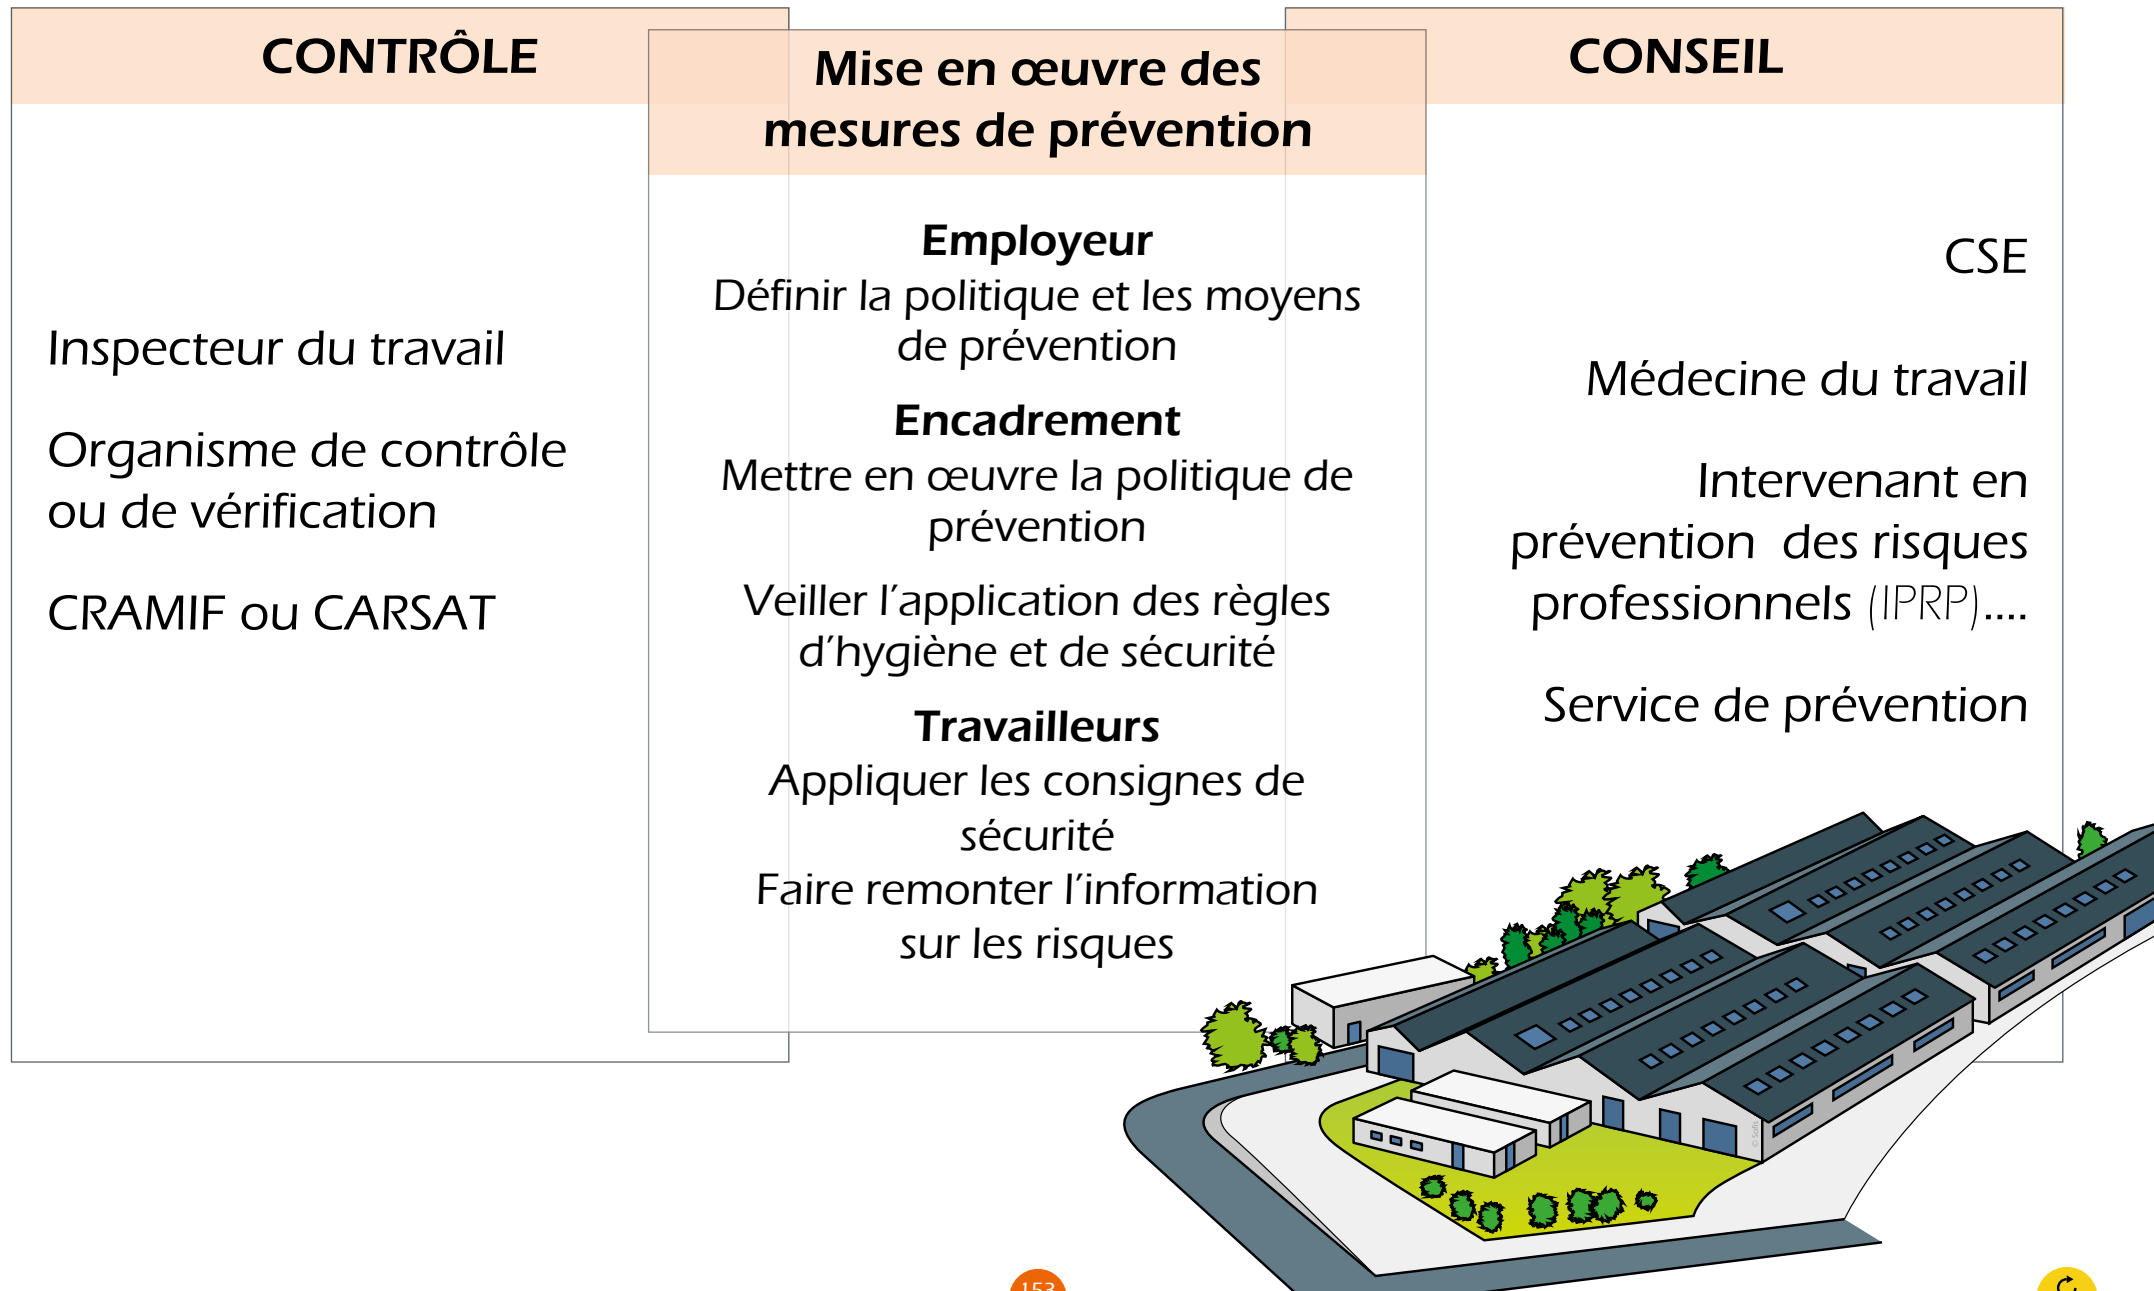 CONTRÔLE
Inspecteur du travail
Organisme de contrôle
ou de vérification
CRAMIF ou CARSAT
Mise en œuvre des
mesures de prévention
Employeur
Définir la politique et les moyens
de prévention
Encadrement
Mettre en œuvre la politique de
prévention
Veiller l’application des règles
d’hygiène et de sécurité
Travailleurs
Appliquer les consignes de
sécurité
Faire remonter l’information
sur les risques
CONSEIL
CSE
Médecine du travail
Intervenant en
prévention des risques
professionnels (IPRP)....
Service de prévention
© Sofis
153